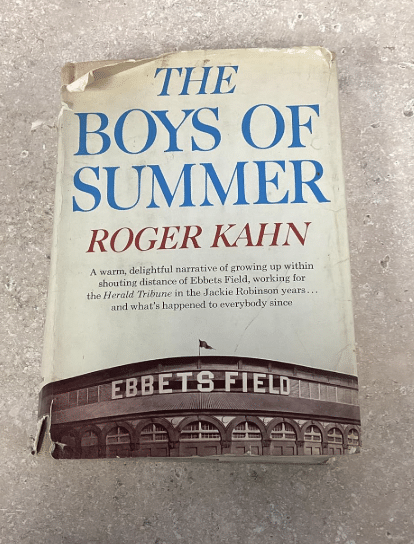 THE
BOYS OF
SUMMER
ROGER KAHN
A warm, delightful narrative of growing up within
shouting distance of Ebbets Field, working for
the Herald Tribune in the Jackie Robinson years...
and what's happened to everybody since
EBBETS FIELD